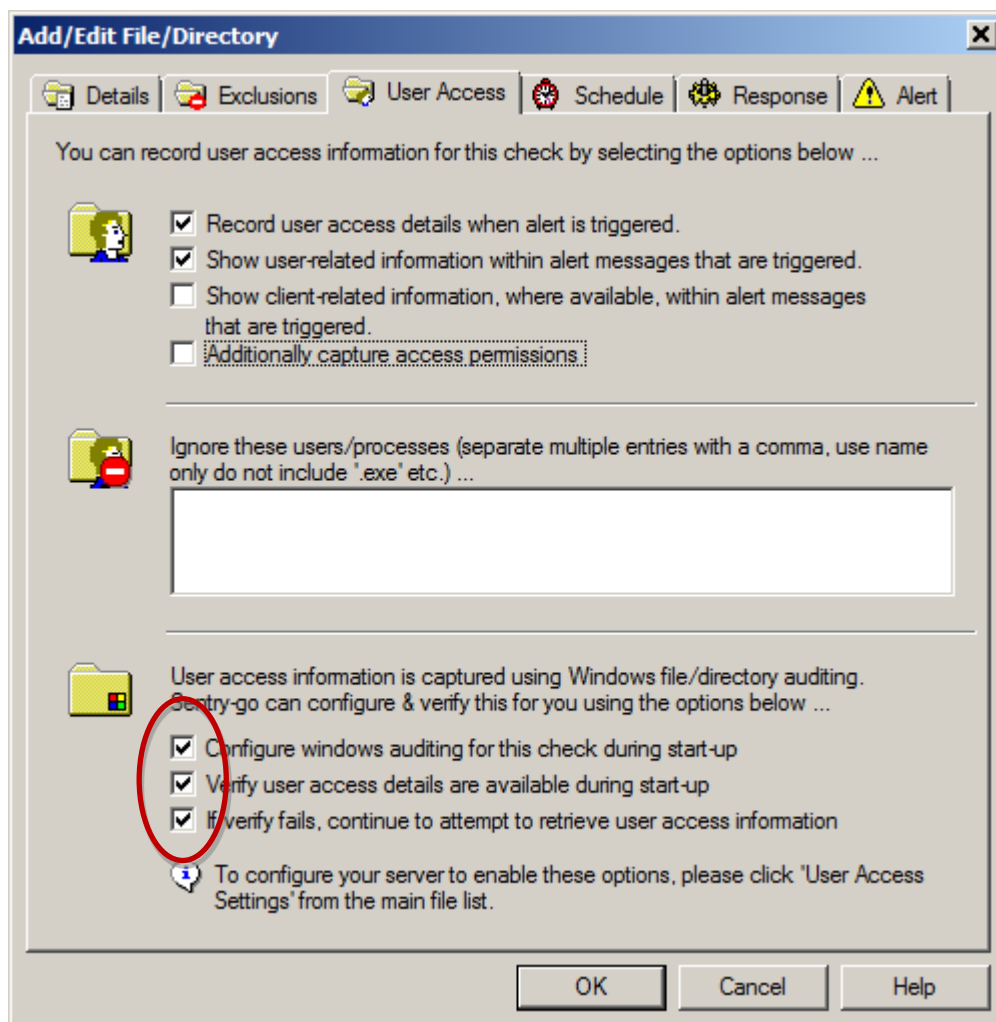 Add/Edit File/Directory
Details Exclusions User Access Schedule Response Alert
You can record user access information for this check by selecting the options below ...
Record user access details when alert is triggered.
Show user-related information within alert messages that are triggered.
Show client-related information, where available, within alert messages
that are triggered.
Additionally capture access permissions
Ignore these users/processes (separate multiple entries with a comma, use name
only do not include '.exe' etc.) ...
User access information is captured using Windows file/directory auditing.
Sentry-go can configure & verify this for you using the options below ...
Configure windows auditing for this check during start-up
Verify user access details are available during start-up
If verify fails, continue to attempt to retrieve user access information
To configure your server to enable these options, please click 'User Access
Settings' from the main file list.
OK Cancel Help